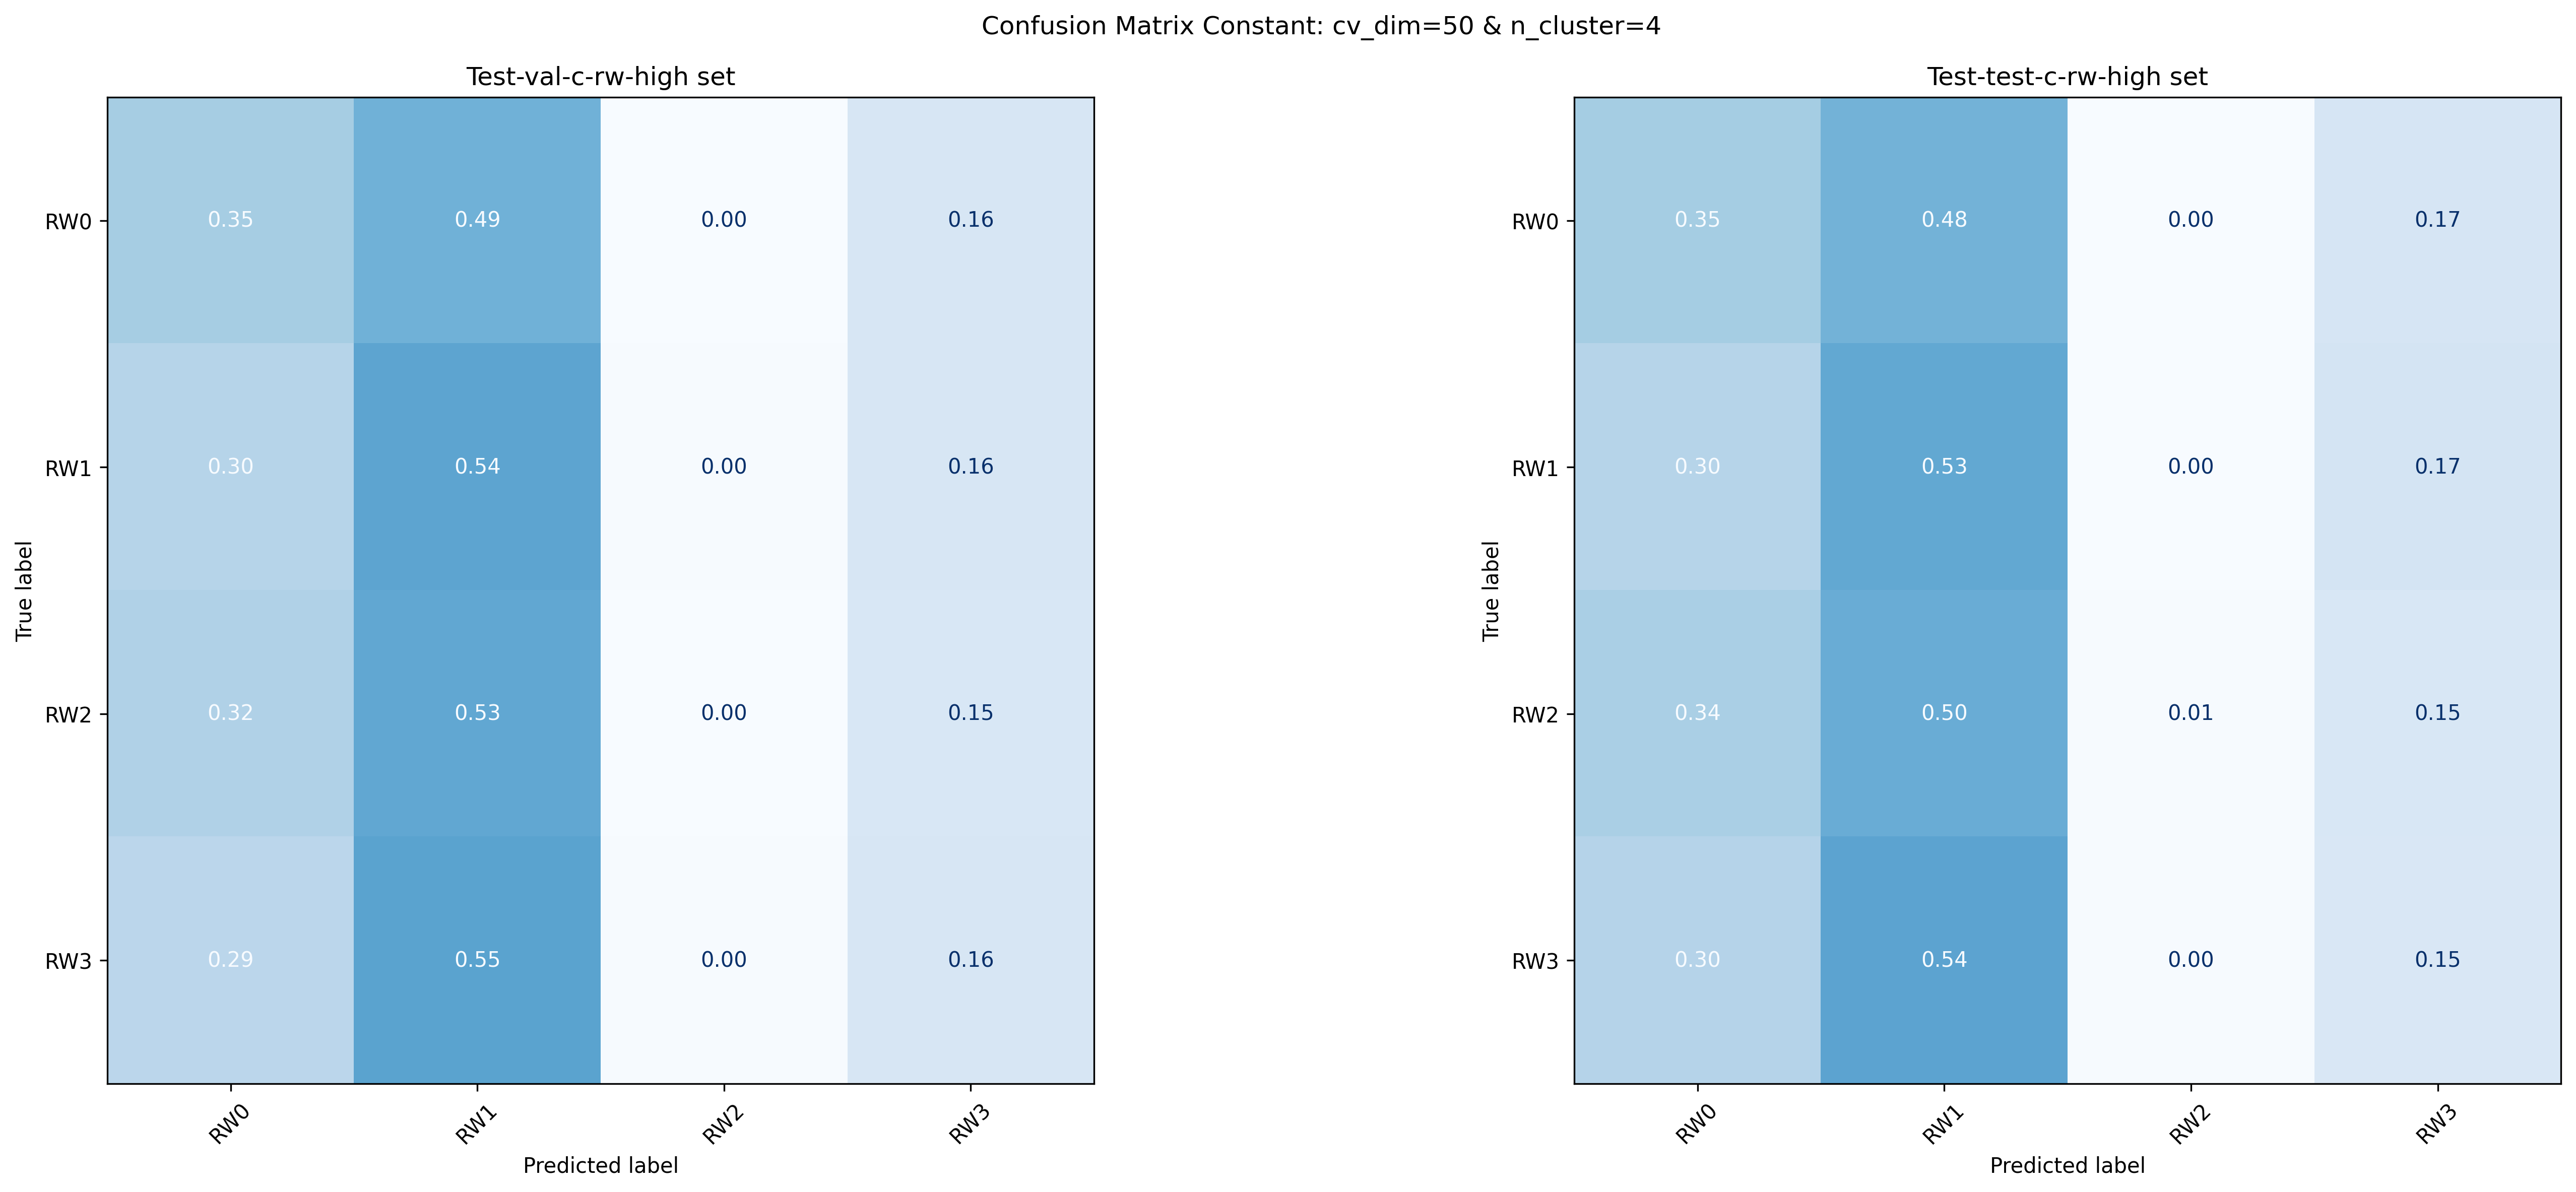 Confusion Matrix Constant: cv_dim=50 & n_cluster=4
Test-val-c-rw-high set
True label
RW0 0.35 0.49 0.00 0.16
RW1 0.30 0.54 0.00 0.16
RW2 0.32 0.53 0.00 0.15
RW3 0.29 0.55 0.00 0.16
RW0 RW1 RW2 RW3
Predicted label
Test-test-c-rw-high set
True label
RW0 0.35 0.48 0.00 0.17
RW1 0.30 0.53 0.00 0.17
RW2 0.34 0.50 0.01 0.15
RW3 0.30 0.54 0.00 0.15
RW0 RW1 RW2 RW3
Predicted label